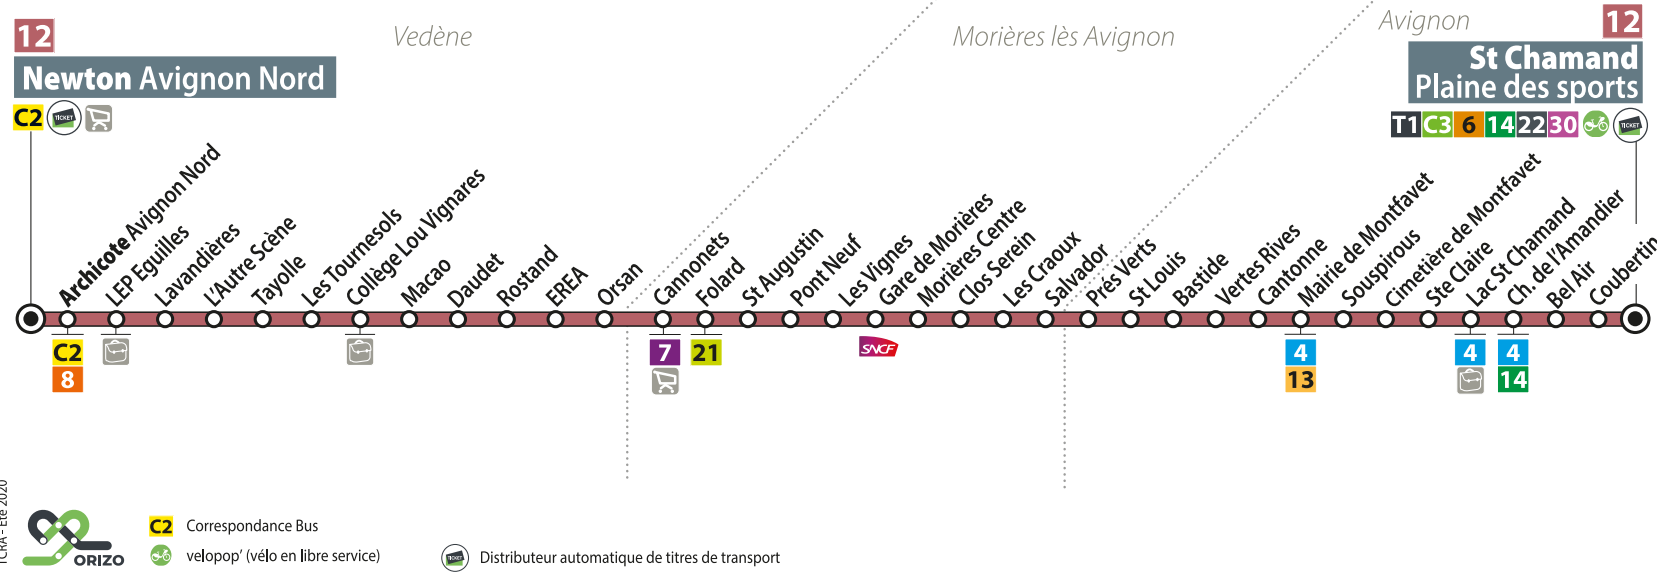 12
Newton Avignon Nord
C2
TICKET
Vedène
Morières lès Avignon
Avignon
12
St Chamand
Plaine des sports
T1 C3 6 14 22 30
TICKET
Archicote Avignon Nord
LEP Eguilles
Lavandières
L'Autre Scène
Tayolle
Les Tournesols
Collège Lou Vignares
Macao
Daudet
Rostand
EREA
Orsan
Cannonets
Folard
St Augustin
Pont Neuf
Les Vignes
Gare de Morières
Morières Centre
Clos Serein
Les Craoux
Salvador
Prés Verts
St Louis
Bastide
Vertes Rives
Cantonne
Mairie de Montfavet
Souspirous
Cimetière de Montfavet
Ste Claire
Lac St Chamand
Ch. de l'Amandier
Bel Air
Coubertin
C2
8
7
21
SNCF
4
13
4
4
14
TCRA - Eté 2020
ORIZO
C2 Correspondance Bus
velopop' (vélo en libre service)
TICKET Distributeur automatique de titres de transport